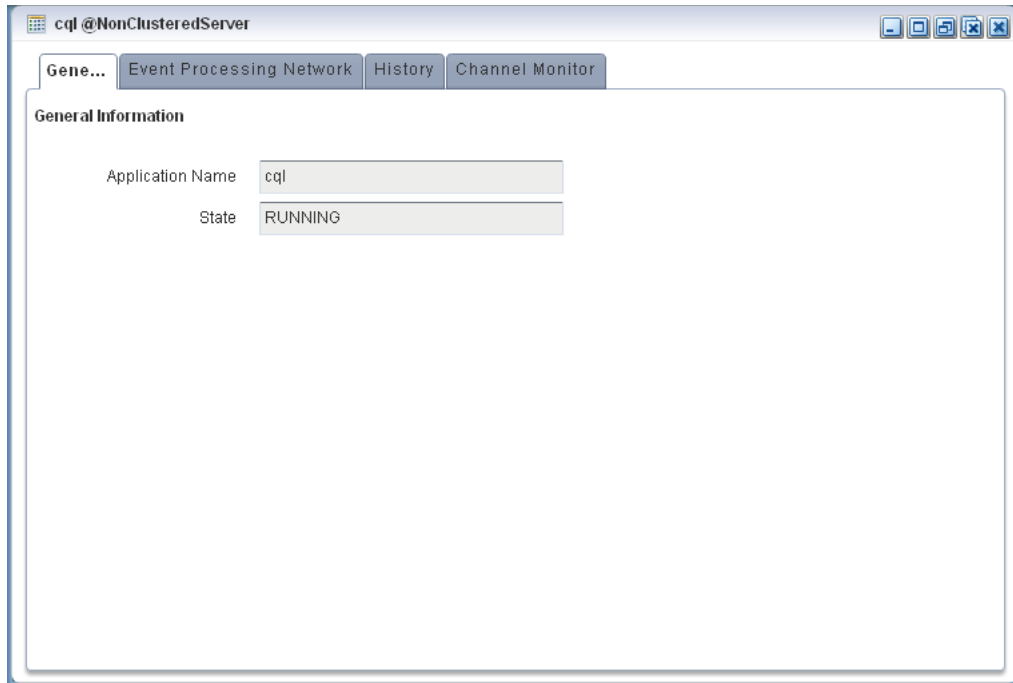 cql @NonClusteredServer
Gene... Event Processing Network History Channel Monitor
General Information
Application Name cql
State RUNNING